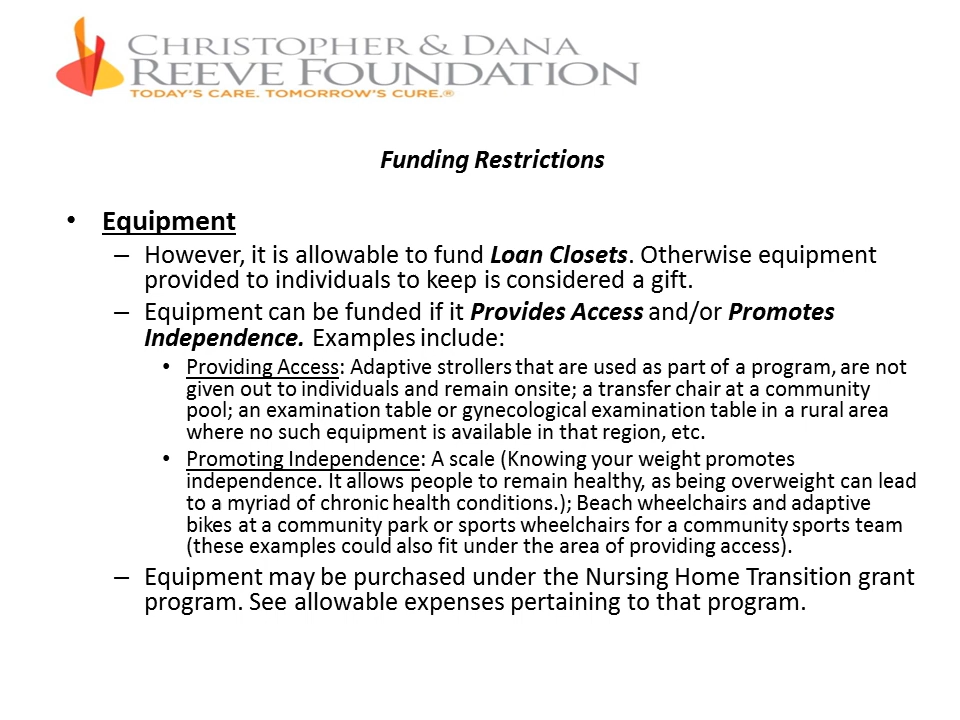 CHRISTOPHER & DANA
REEVE FOUNDATION
TODAY'S CARE. TOMORROW'S CURE.®
Funding Restrictions
• Equipment
– However, it is allowable to fund Loan Closets. Otherwise equipment
provided to individuals to keep is considered a gift.
– Equipment can be funded if it Provides Access and/or Promotes
Independence. Examples include:
• Providing Access: Adaptive strollers that are used as part of a program, are not
given out to individuals and remain onsite; a transfer chair at a community
pool; an examination table or gynecological examination table in a rural area
where no such equipment is available in that region, etc.
• Promoting Independence: A scale (Knowing your weight promotes
independence. It allows people to remain healthy, as being overweight can lead
to a myriad of chronic health conditions.); Beach wheelchairs and adaptive
bikes at a community park or sports wheelchairs for a community sports team
(these examples could also fit under the area of providing access).
– Equipment may be purchased under the Nursing Home Transition grant
program. See allowable expenses pertaining to that program.